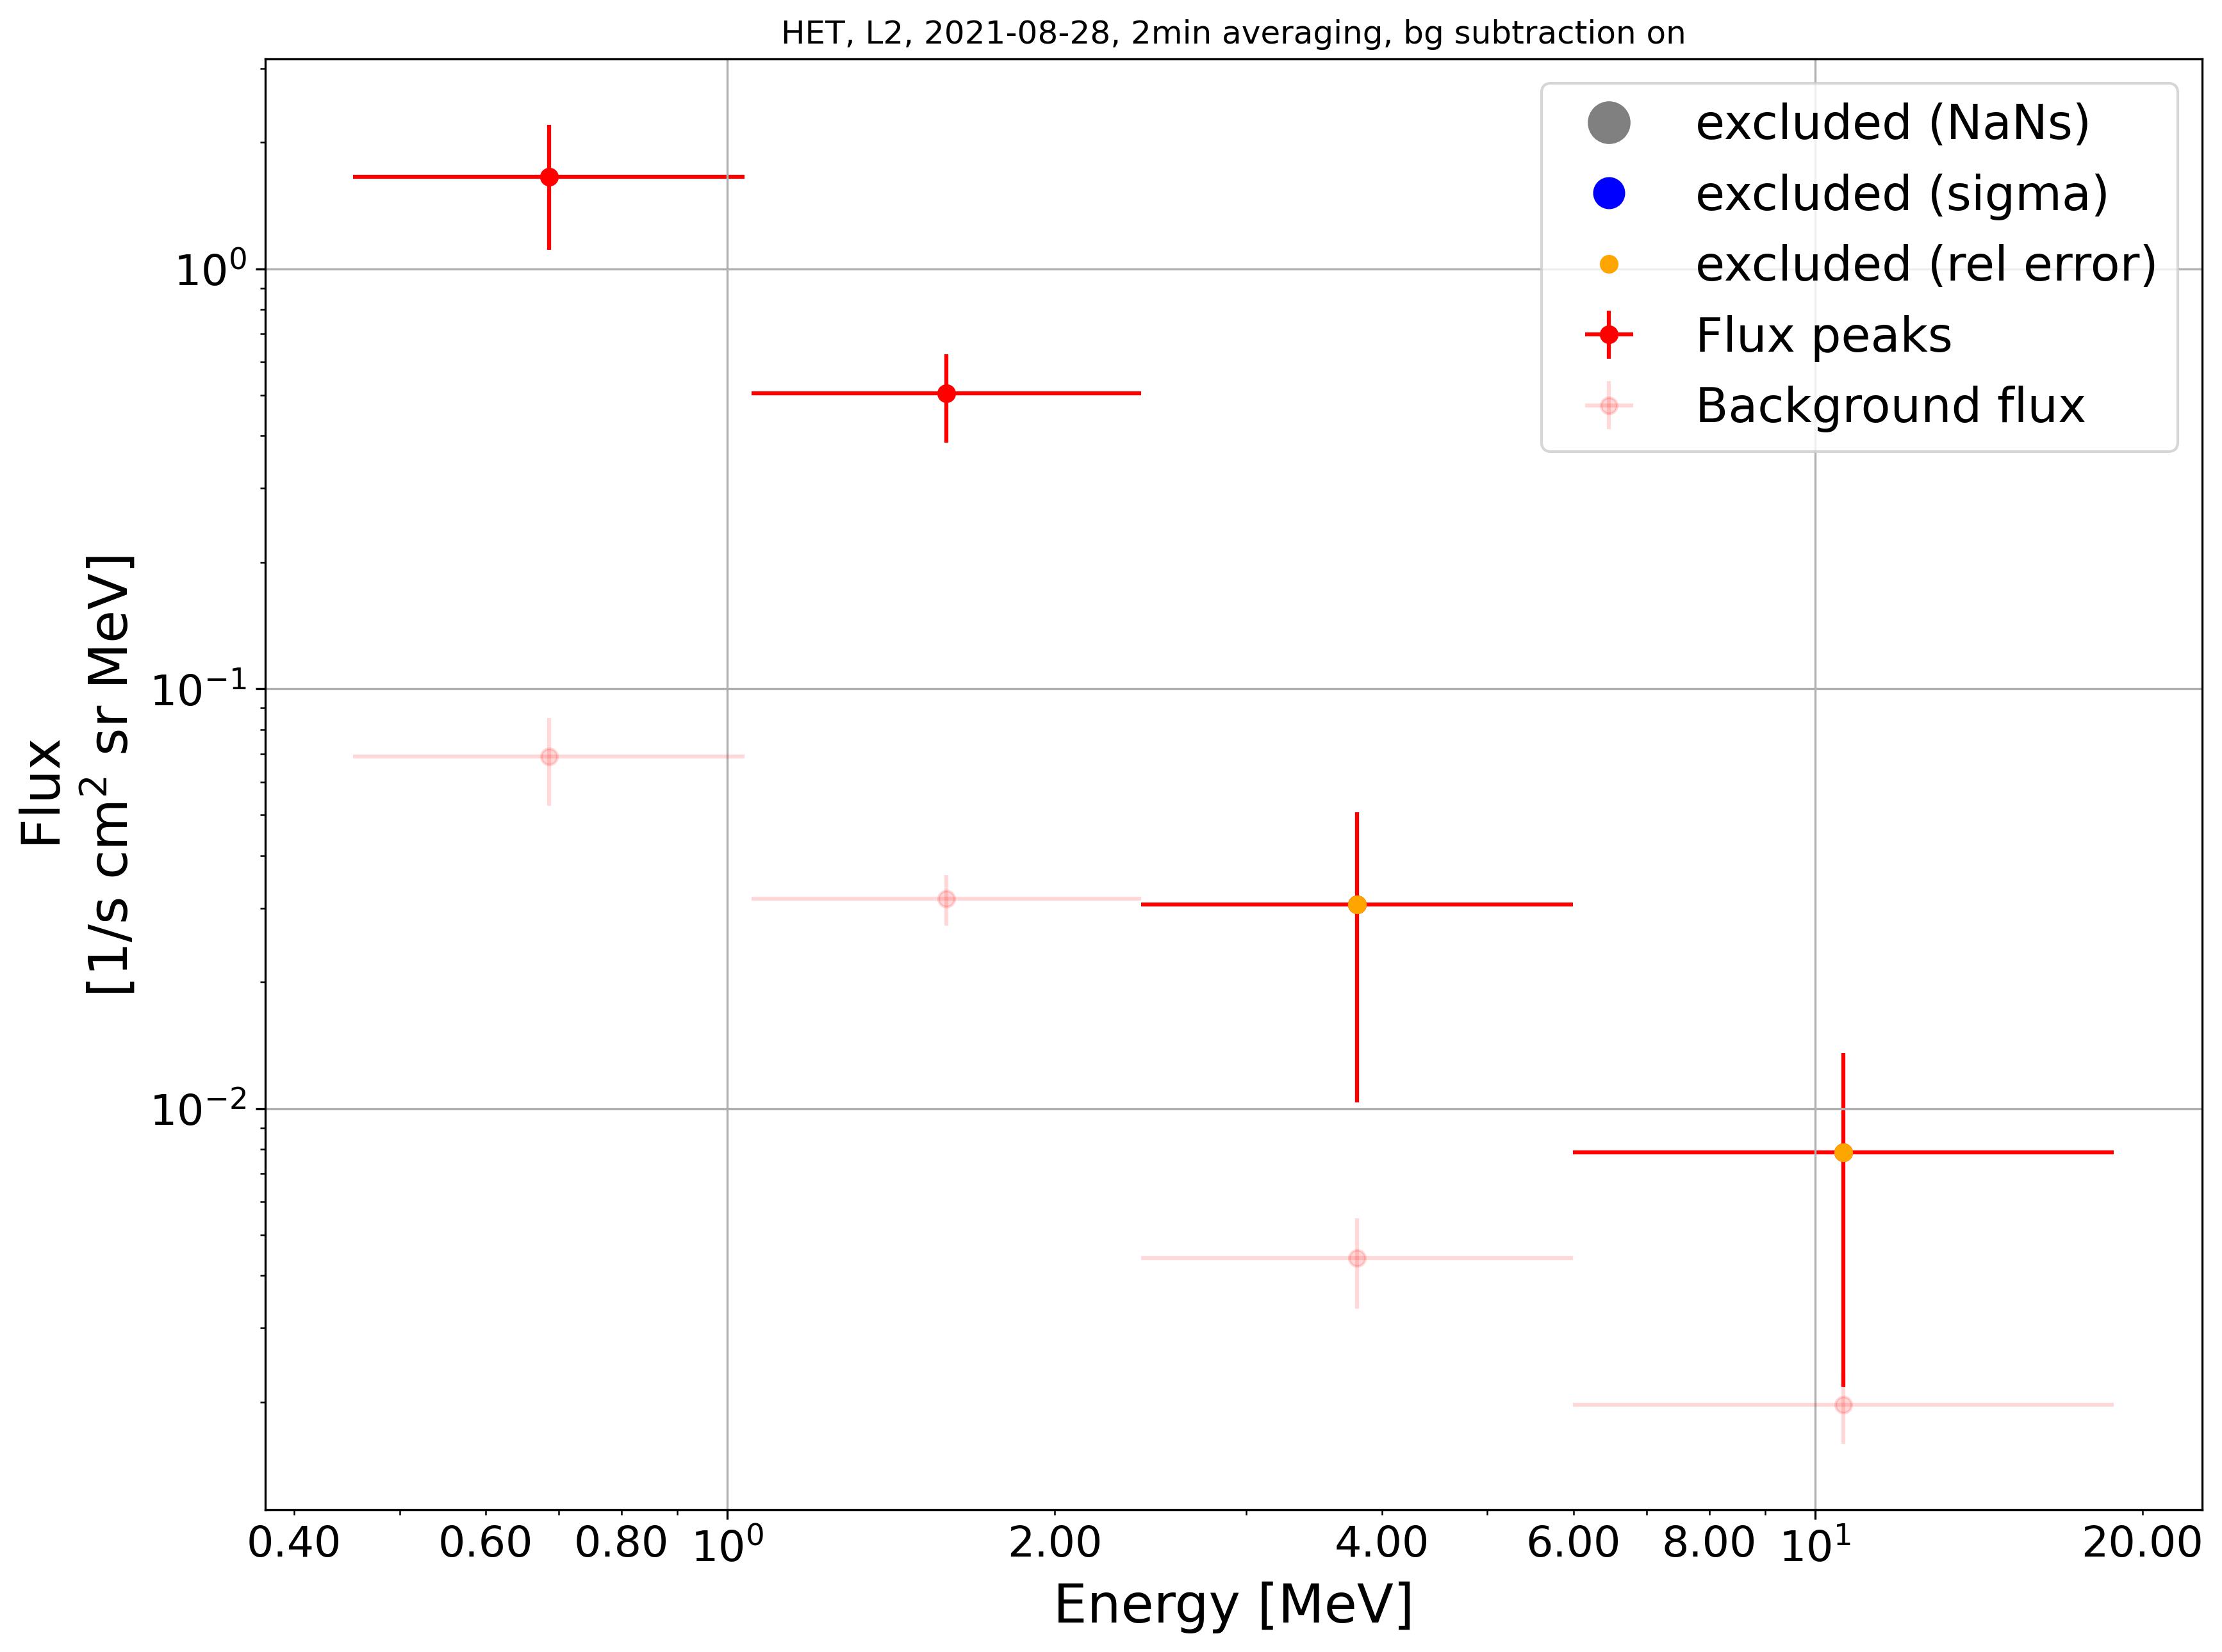 HET, L2, 2021-08-28, 2min averaging, bg subtraction on
excluded (NaNs)
excluded (sigma)
excluded (rel error)
Flux peaks
Background flux
10⁰
10⁻¹
10⁻²
Flux
[1/s cm² sr MeV]
0.40 0.60 0.80 10⁰ 2.00 4.00 6.00 8.00 10¹ 20.00
Energy [MeV]